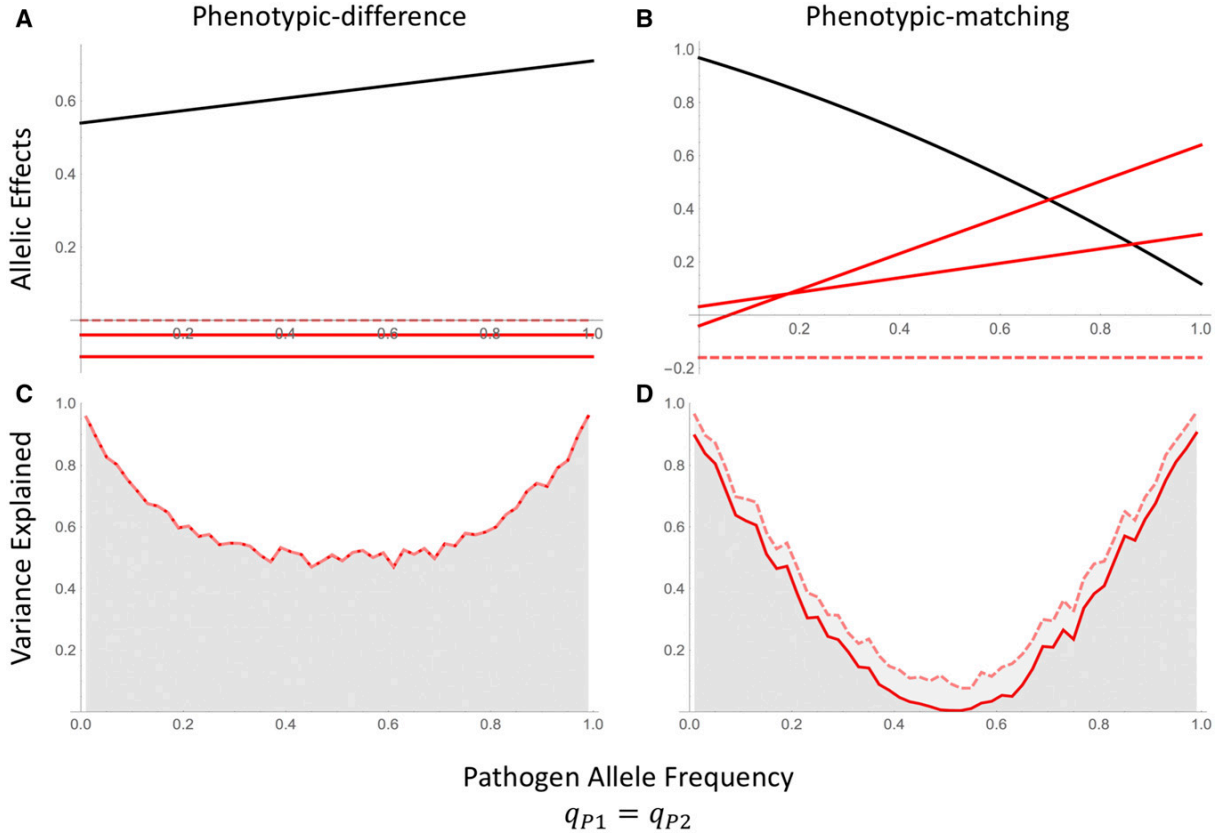 A Phenotypic-difference
B Phenotypic-matching
Allelic Effects
0.6
0.4
0.2
0.2 0.4 0.6 0.8 1.0
1.0
0.8
0.6
0.4
0.2
-0.2
0.2 0.4 0.6 0.8 1.0
C
D
Variance Explained
1.0
0.8
0.6
0.4
0.2
0.0 0.2 0.4 0.6 0.8 1.0
1.0
0.8
0.6
0.4
0.2
0.0 0.2 0.4 0.6 0.8 1.0
Pathogen Allele Frequency
q_{P1} = q_{P2}